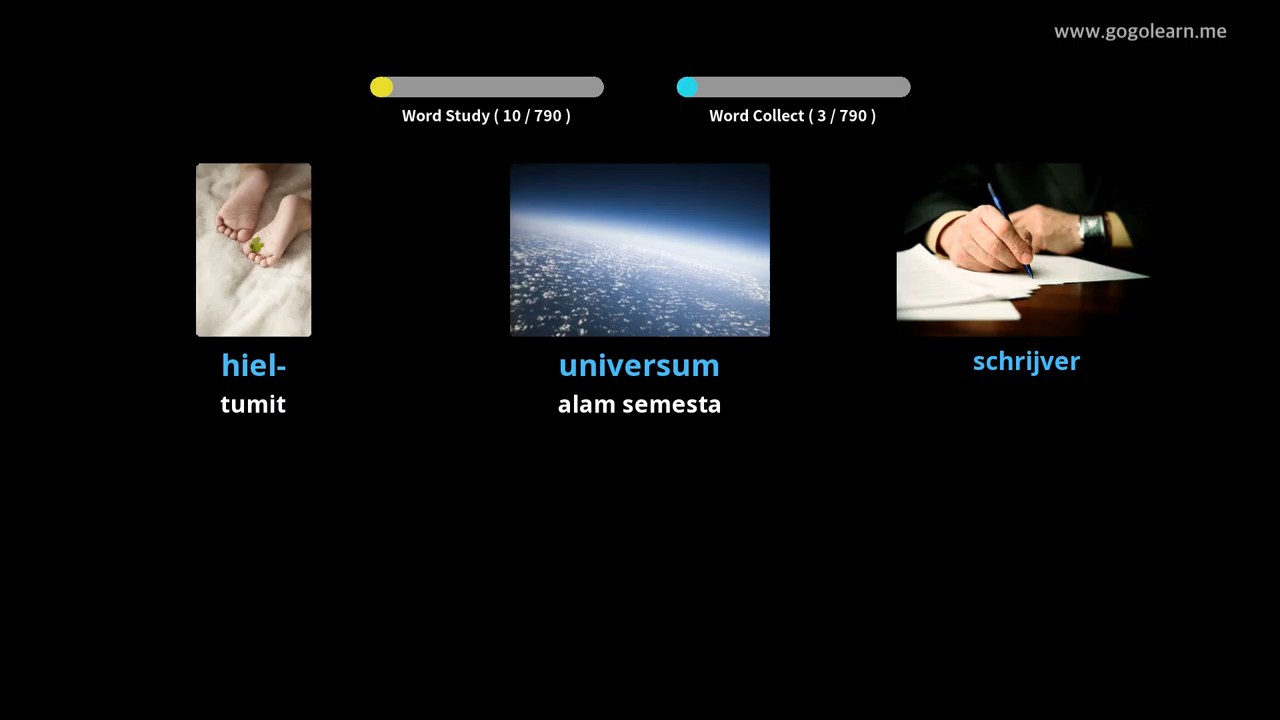 www.gogolearn.me
Word Study ( 10 / 790 )
Word Collect ( 3 / 790 )
hiel-
tumit
universum
alam semesta
schrijver